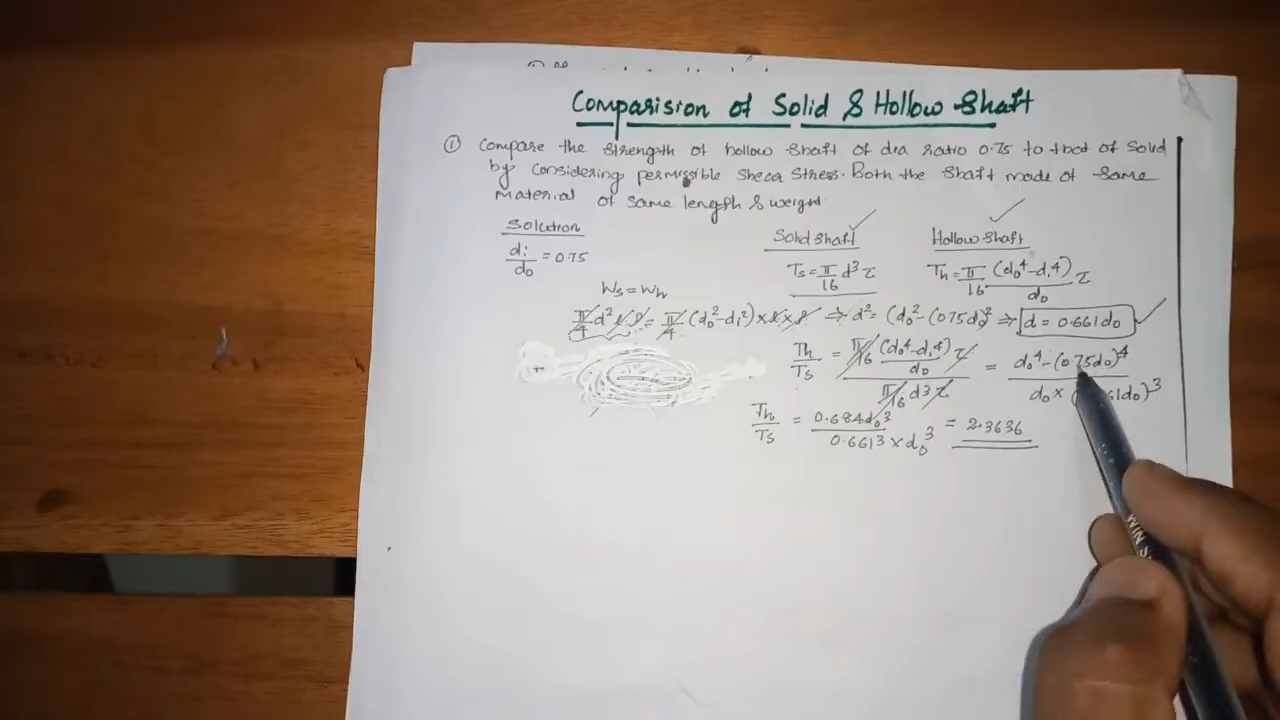 Comparision of Solid & Hollow Shaft
① Compare the strength of hollow shaft of dia ratio 0.75 to that of Solid
by Considering permissible Shear Stress. Both the Shaft made of Same
material of Same length & weight
Solution
di/do = 0.75
Solid Shaft Hollow Shaft
Ts = π/16 d³ τ Th = π/16 (do⁴-di⁴)/do τ
Ws = Wh
π/4 d² = π/4 (do²-di²) ⇒ d² = (do²-(0.75do)² ⇒ d = 0.661do
Th/Ts = π/16 (do⁴-di⁴)/do τ / π/16 d3 τ = do⁴-(0.75do)⁴ / do× 61do)³
Th/Ts = 0.684do³ / 0.6613 × do³ = 2.3636
WIN S